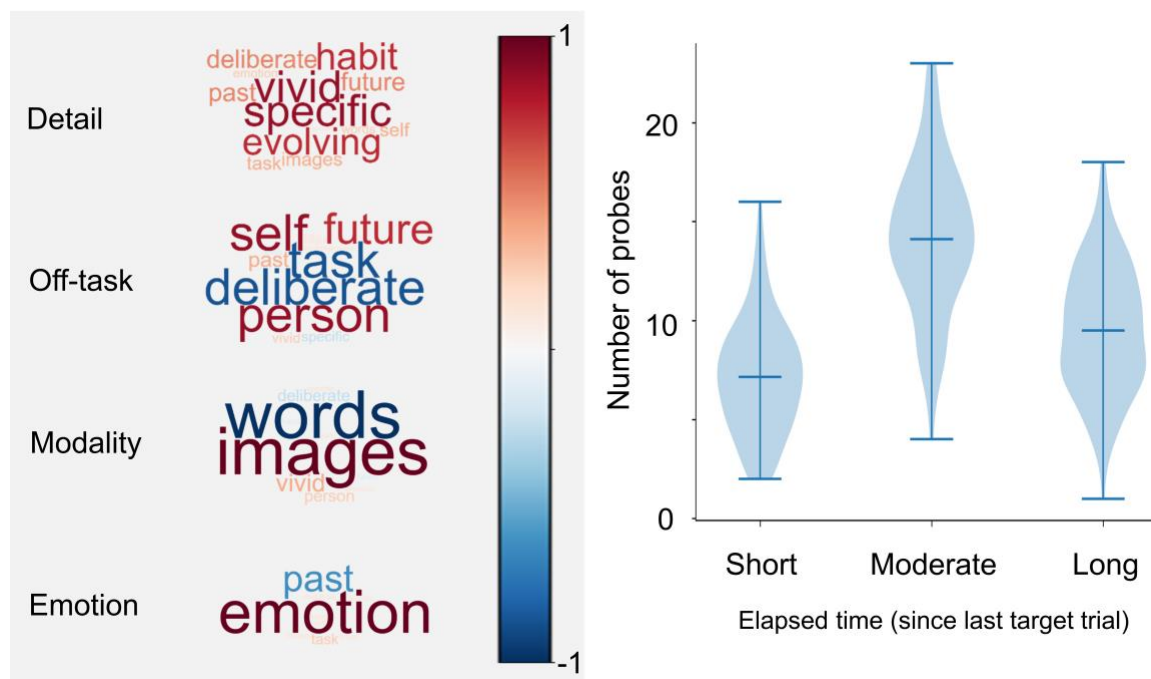 Detail
deliberate habit
emotion
vivid future
past
specific
words self
evolving
task images
Off-task
self future
past task
deliberate
person
vivid specific
Modality
deliberate
words
images
vivid
person
Emotion
past
emotion
task
1
-1
Number of probes
20
10
0
Short Moderate Long
Elapsed time (since last target trial)